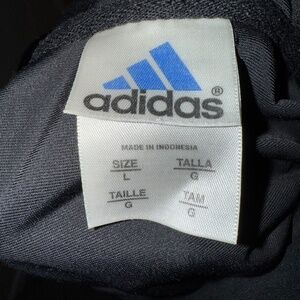 adidas®
MADE IN INDONESIA
SIZE TALLA
L G
TAILLE TAM
G G